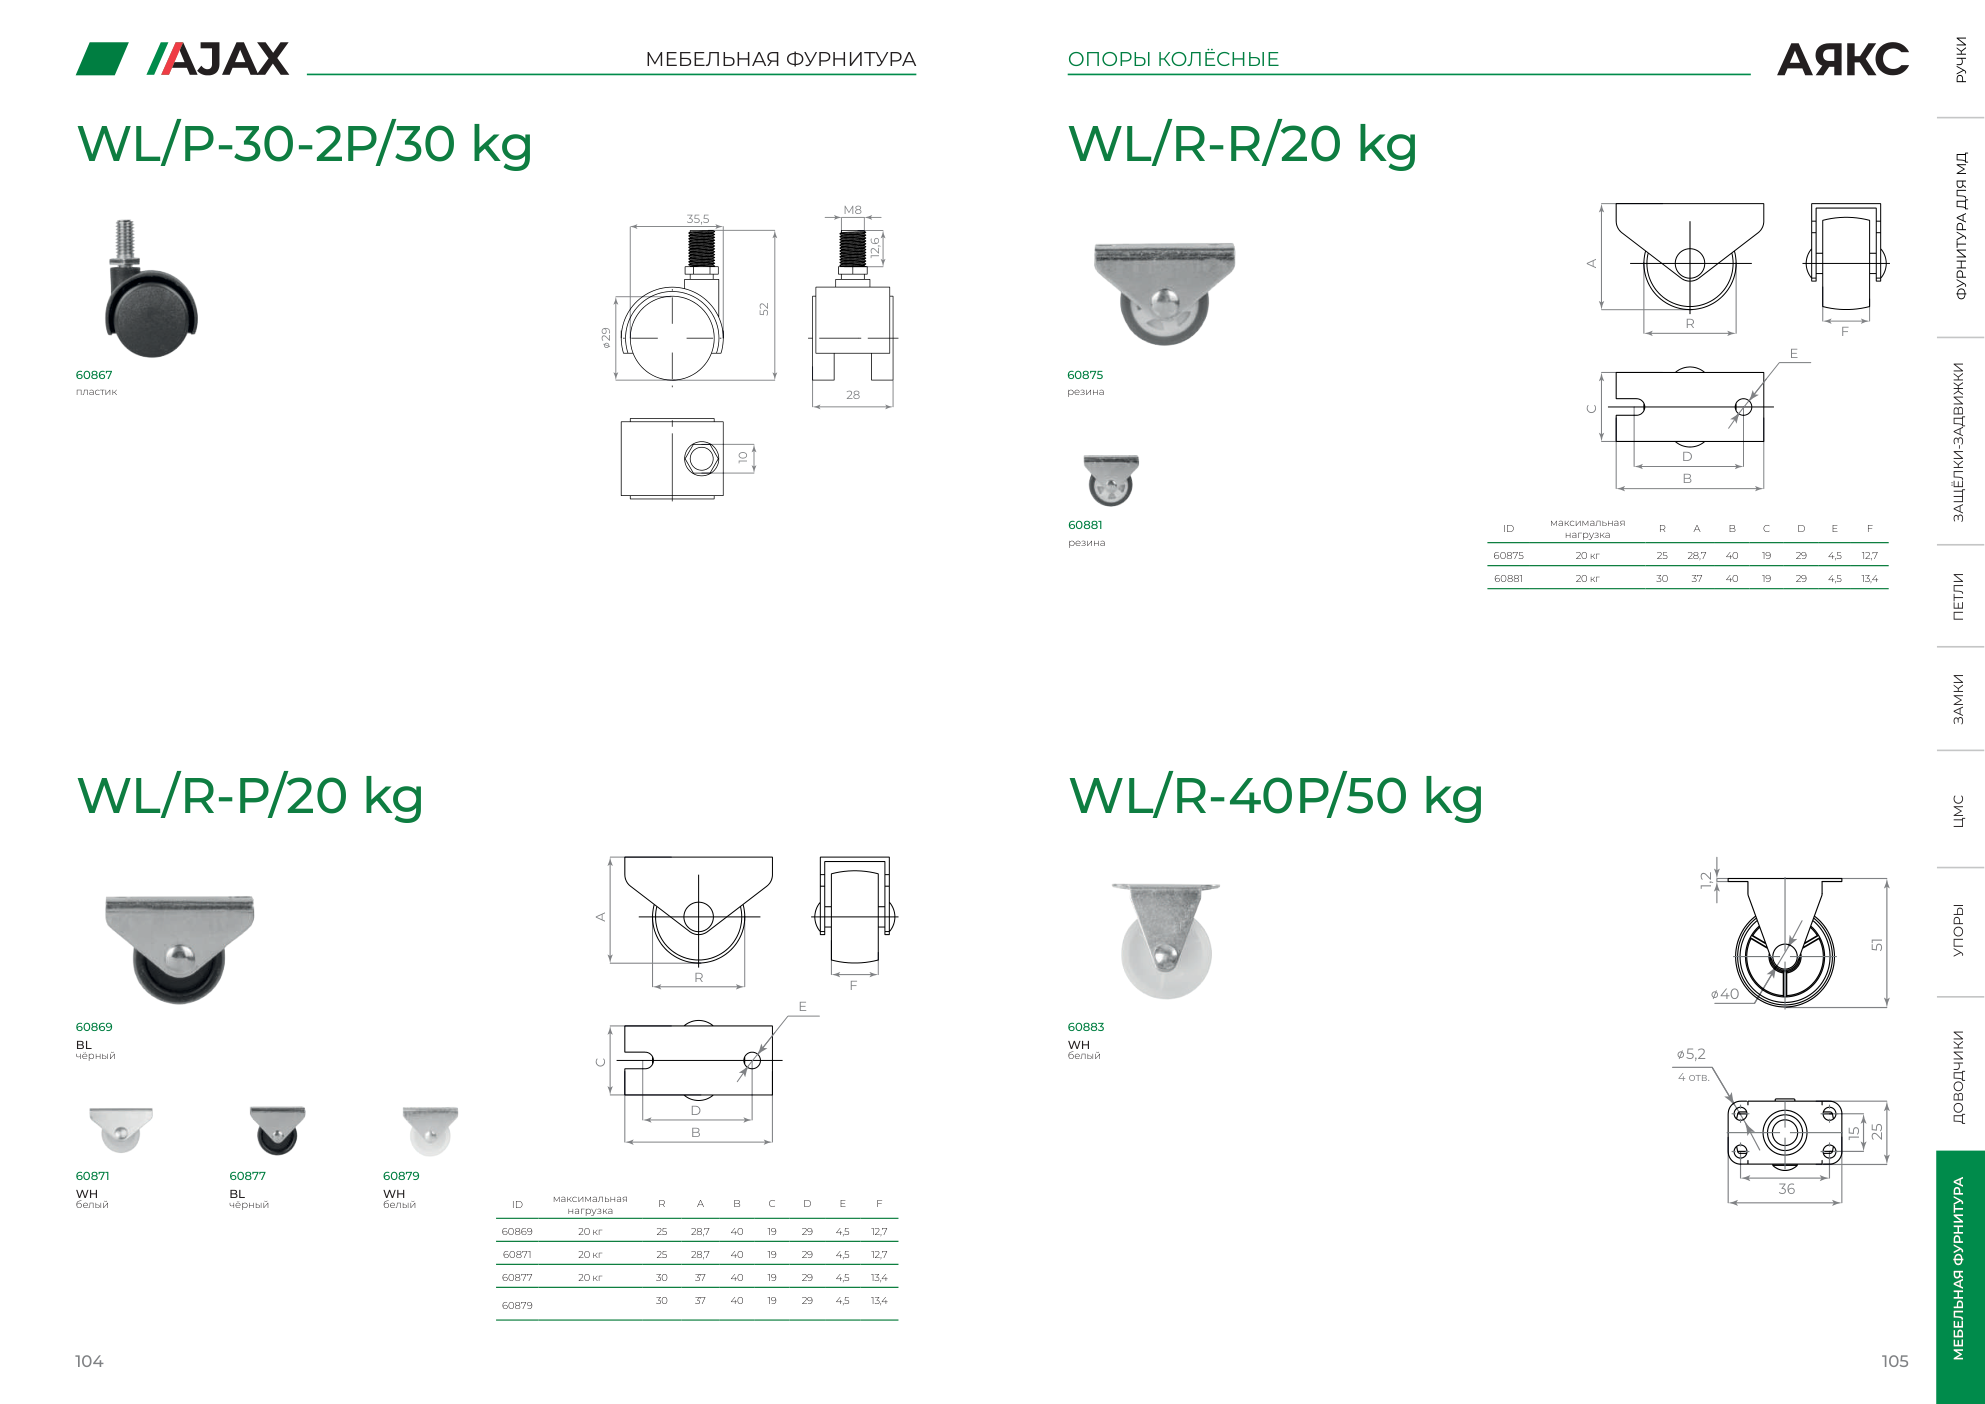 AJAX
МЕБЕЛЬНАЯ ФУРНИТУРА
WL/P-30-2P/30 kg
60867
пластик
35,5
52
⌀29
M8
12,6
28
10
WL/R-P/20 kg
60869
BL
чёрный
60871
WH
белый
60877
BL
чёрный
60879
WH
белый
A
R
F
E
C
D
B
ID максимальная нагрузка R A B C D E F
60869 20 кг 25 28,7 40 19 29 4,5 12,7
60871 20 кг 25 28,7 40 19 29 4,5 12,7
60877 20 кг 30 37 40 19 29 4,5 13,4
60879 30 37 40 19 29 4,5 13,4
104
ОПОРЫ КОЛЁСНЫЕ
АЯКС
WL/R-R/20 kg
60875
резина
60881
резина
A
R
F
E
C
D
B
ID максимальная нагрузка R A B C D E F
60875 20 кг 25 28,7 40 19 29 4,5 12,7
60881 20 кг 30 37 40 19 29 4,5 13,4
WL/R-40P/50 kg
60883
WH
белый
1,2
51
⌀40
⌀5,2
4 отв.
15
25
36
105
РУЧКИ
ФУРНИТУРА ДЛЯ МД
ЗАЩЁЛКИ-ЗАДВИЖКИ
ПЕТЛИ
ЗАМКИ
ЦМС
УПОРЫ
ДОВОДЧИКИ
МЕБЕЛЬНАЯ ФУРНИТУРА